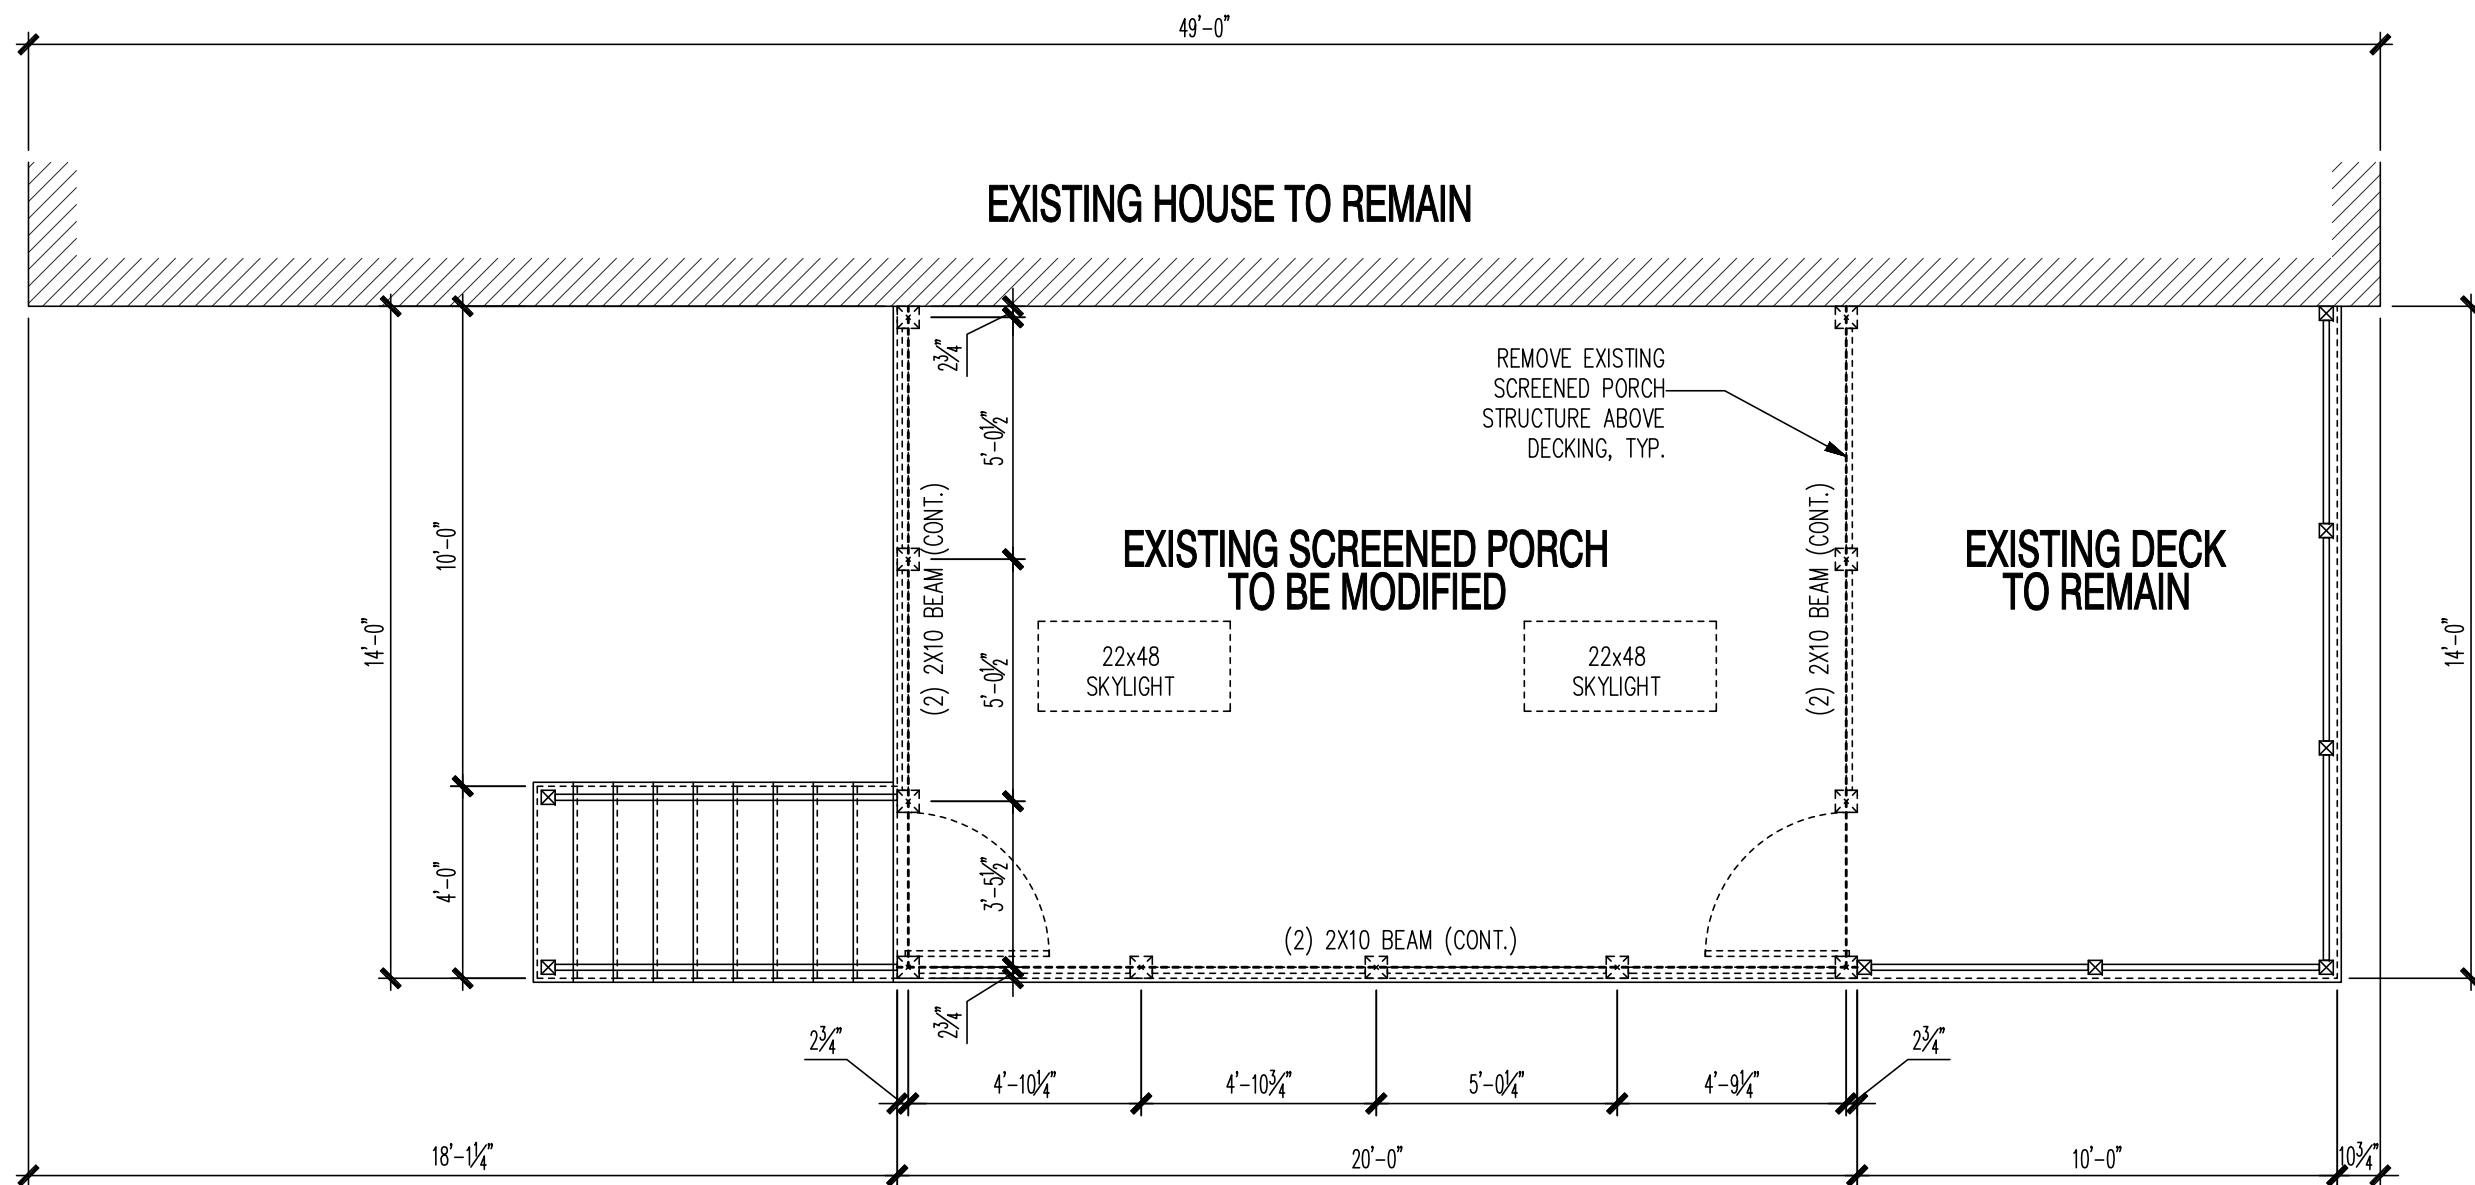 49'-0"
EXISTING HOUSE TO REMAIN
2¾"
REMOVE EXISTING
SCREENED PORCH
STRUCTURE ABOVE
DECKING, TYP.
5'-0½"
(2) 2X10 BEAM (CONT.)
(2) 2X10 BEAM (CONT.)
10'-0"
EXISTING SCREENED PORCH
TO BE MODIFIED
EXISTING DECK
TO REMAIN
14'-0"
14'-0"
5'-0½"
22x48
SKYLIGHT
22x48
SKYLIGHT
4'-0"
3'-5½"
(2) 2X10 BEAM (CONT.)
2¾"
2¾"
2¾"
4'-10¼"
4'-10¾"
5'-0¼"
4'-9¼"
18'-1¼"
20'-0"
10'-0"
10¾"